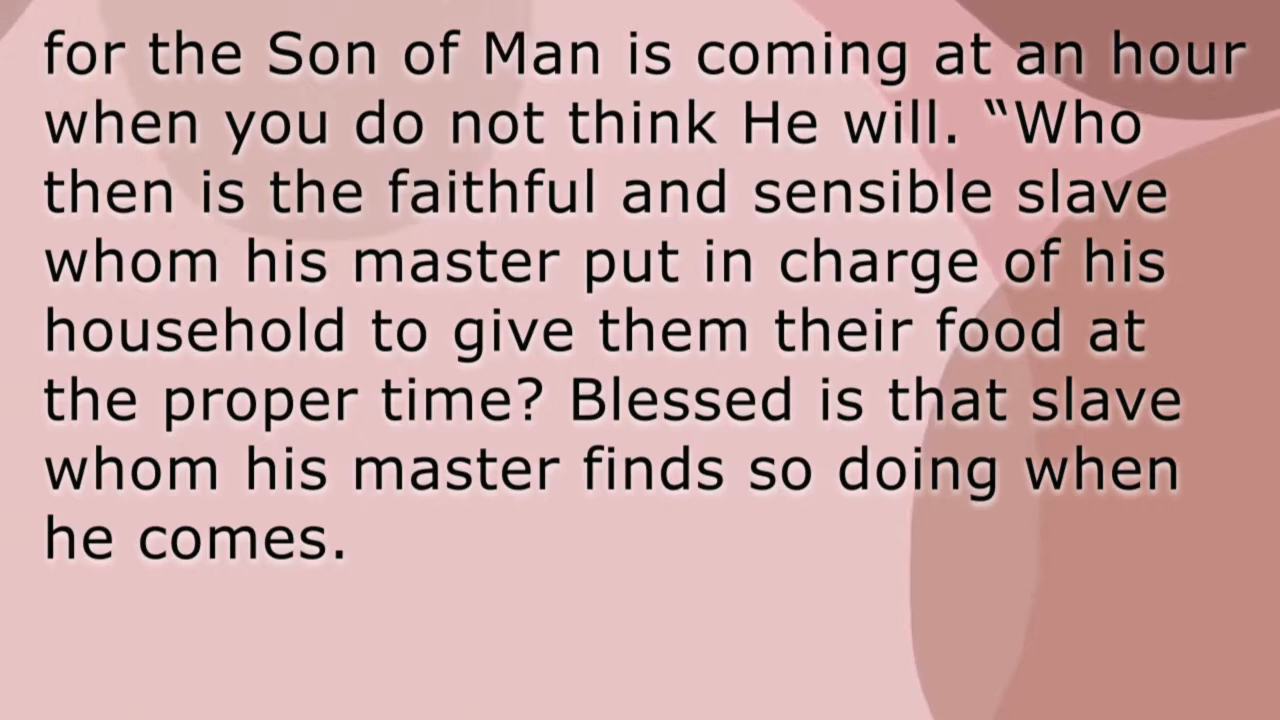 for the Son of Man is coming at an hour
when you do not think He will. “Who
then is the faithful and sensible slave
whom his master put in charge of his
household to give them their food at
the proper time? Blessed is that slave
whom his master finds so doing when
he comes.